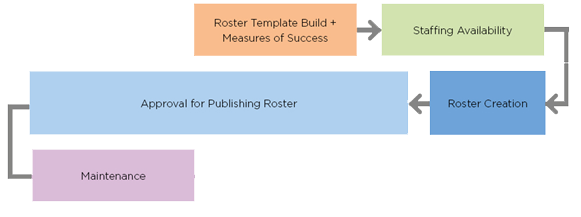 Roster Template Build +
Measures of Success
Staffing Availability
Approval for Publishing Roster
Roster Creation
Maintenance